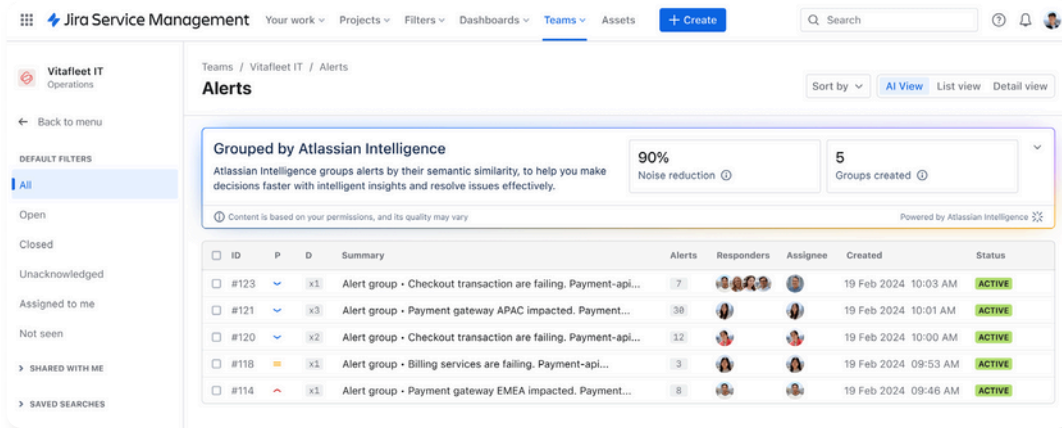 Jira Service Management Your work Projects Filters Dashboards Teams Assets + Create Search
Vitafleet IT
Operations
Back to menu
DEFAULT FILTERS
All
Open
Closed
Unacknowledged
Assigned to me
Not seen
SHARED WITH ME
SAVED SEARCHES
Teams / Vitafleet IT / Alerts
Alerts
Sort by AI View List view Detail view
Grouped by Atlassian Intelligence
Atlassian Intelligence groups alerts by their semantic similarity, to help you make
decisions faster with intelligent insights and resolve issues effectively.
90%
Noise reduction
5
Groups created
Content is based on your permissions, and its quality may vary
Powered by Atlassian Intelligence
ID P D Summary Alerts Responders Assignee Created Status
#123 x1 Alert group • Checkout transaction are failing. Payment-api... 7 19 Feb 2024 10:03 AM ACTIVE
#121 x3 Alert group • Payment gateway APAC impacted. Payment... 30 19 Feb 2024 10:01 AM ACTIVE
#120 x2 Alert group • Checkout transaction are failing. Payment-api... 12 19 Feb 2024 10:00 AM ACTIVE
#118 x1 Alert group • Billing services are failing. Payment-api... 3 19 Feb 2024 09:53 AM ACTIVE
#114 x1 Alert group • Payment gateway EMEA impacted. Payment... 8 19 Feb 2024 09:46 AM ACTIVE